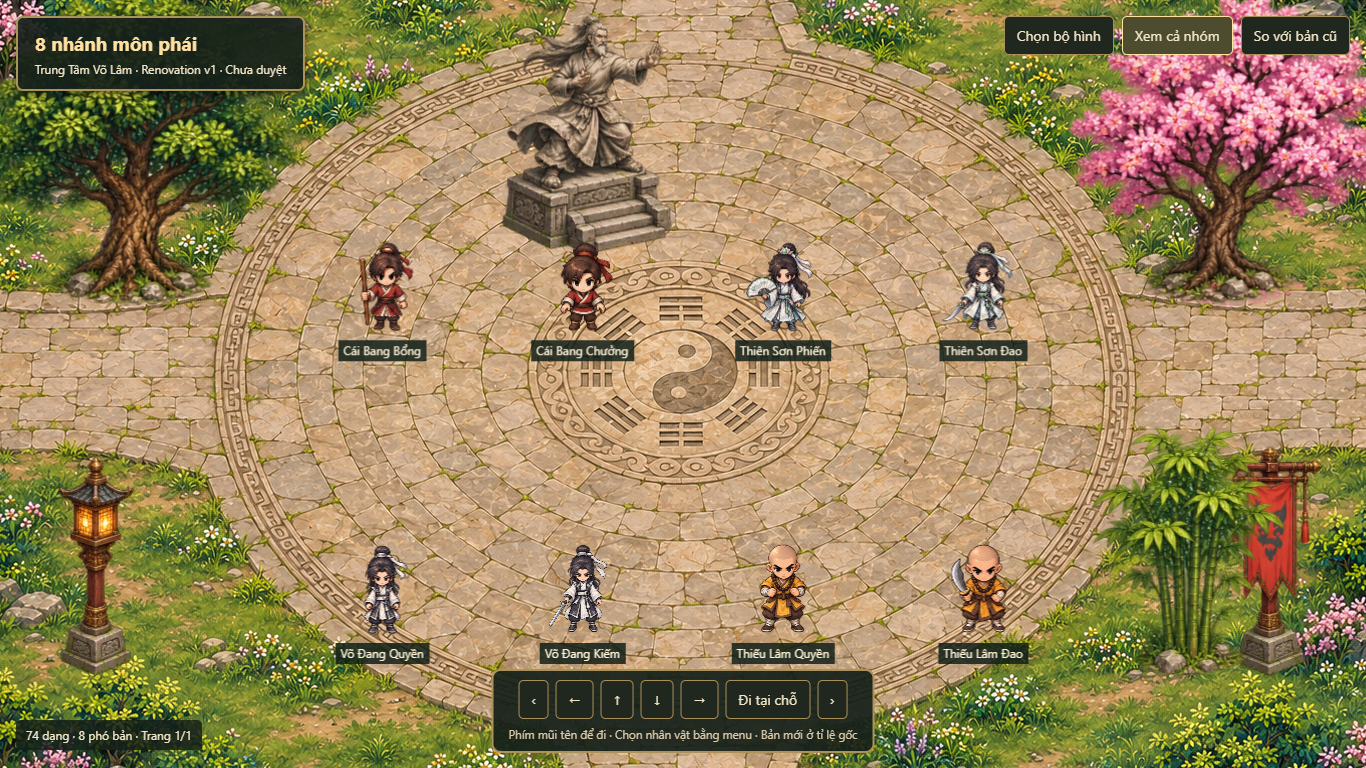 8 nhánh môn phái
Trung Tâm Võ Lâm · Renovation v1 · Chưa duyệt
Chọn bộ hình
Xem cả nhóm
So với bản cũ
Cái Bang Bổng
Cái Bang Chưởng
Thiên Sơn Phiến
Thiên Sơn Đao
Võ Đang Quyền
Võ Đang Kiếm
Thiếu Lâm Quyền
Thiếu Lâm Đao
‹ ← ↑ ↓ → Đi tại chỗ ›
Phím mũi tên để đi · Chọn nhân vật bằng menu · Bản mới ở tỉ lệ gốc
74 dạng · 8 phó bản · Trang 1/1